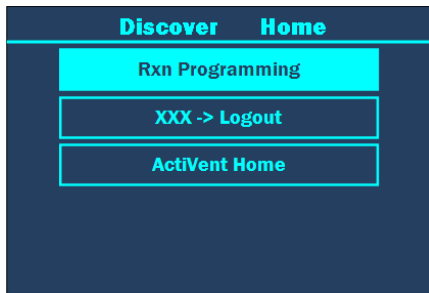 Discover Home
Rxn Programming
XXX -> Logout
ActiVent Home